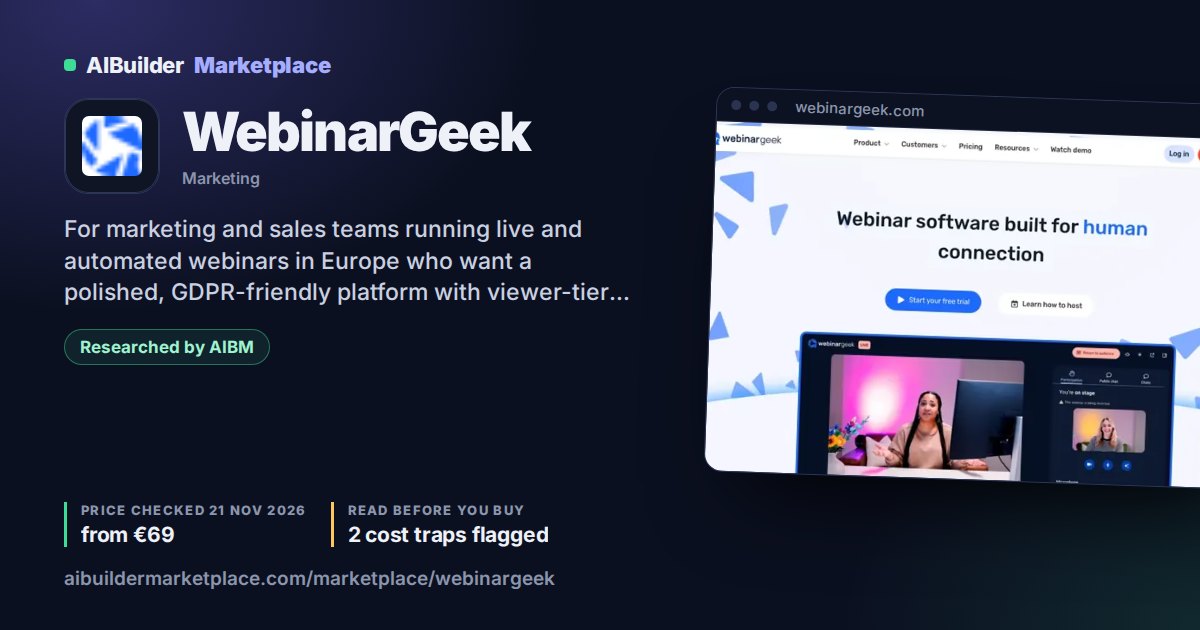 AIBuilder Marketplace
WebinarGeek
Marketing
For marketing and sales teams running live and
automated webinars in Europe who want a
polished, GDPR-friendly platform with viewer-tier...
Researched by AIBM
PRICE CHECKED 21 NOV 2026
from €69
READ BEFORE YOU BUY
2 cost traps flagged
aibuildermarketplace.com/marketplace/webinargeek
webinargeek.com
webinargeek
Product
Customers
Pricing
Resources
Watch demo
Log in
Webinar software built for human
connection
Start your free trial
Learn how to host
webinargeek LIVE
Public chat
You're on stage